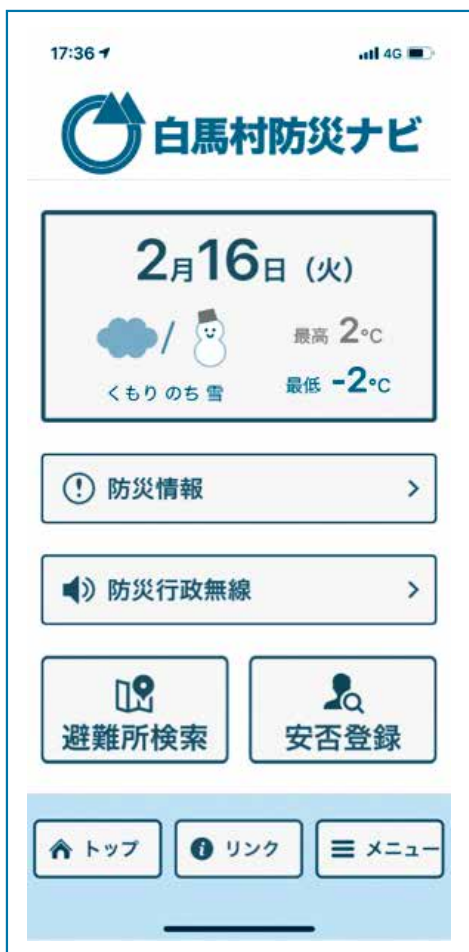 17:36 4G
白馬村防災ナビ
2月16日（火）
最高 2°C
くもり のち 雪 最低 -2°C
防災情報
防災行政無線
避難所検索 安否登録
トップ リンク メニュー